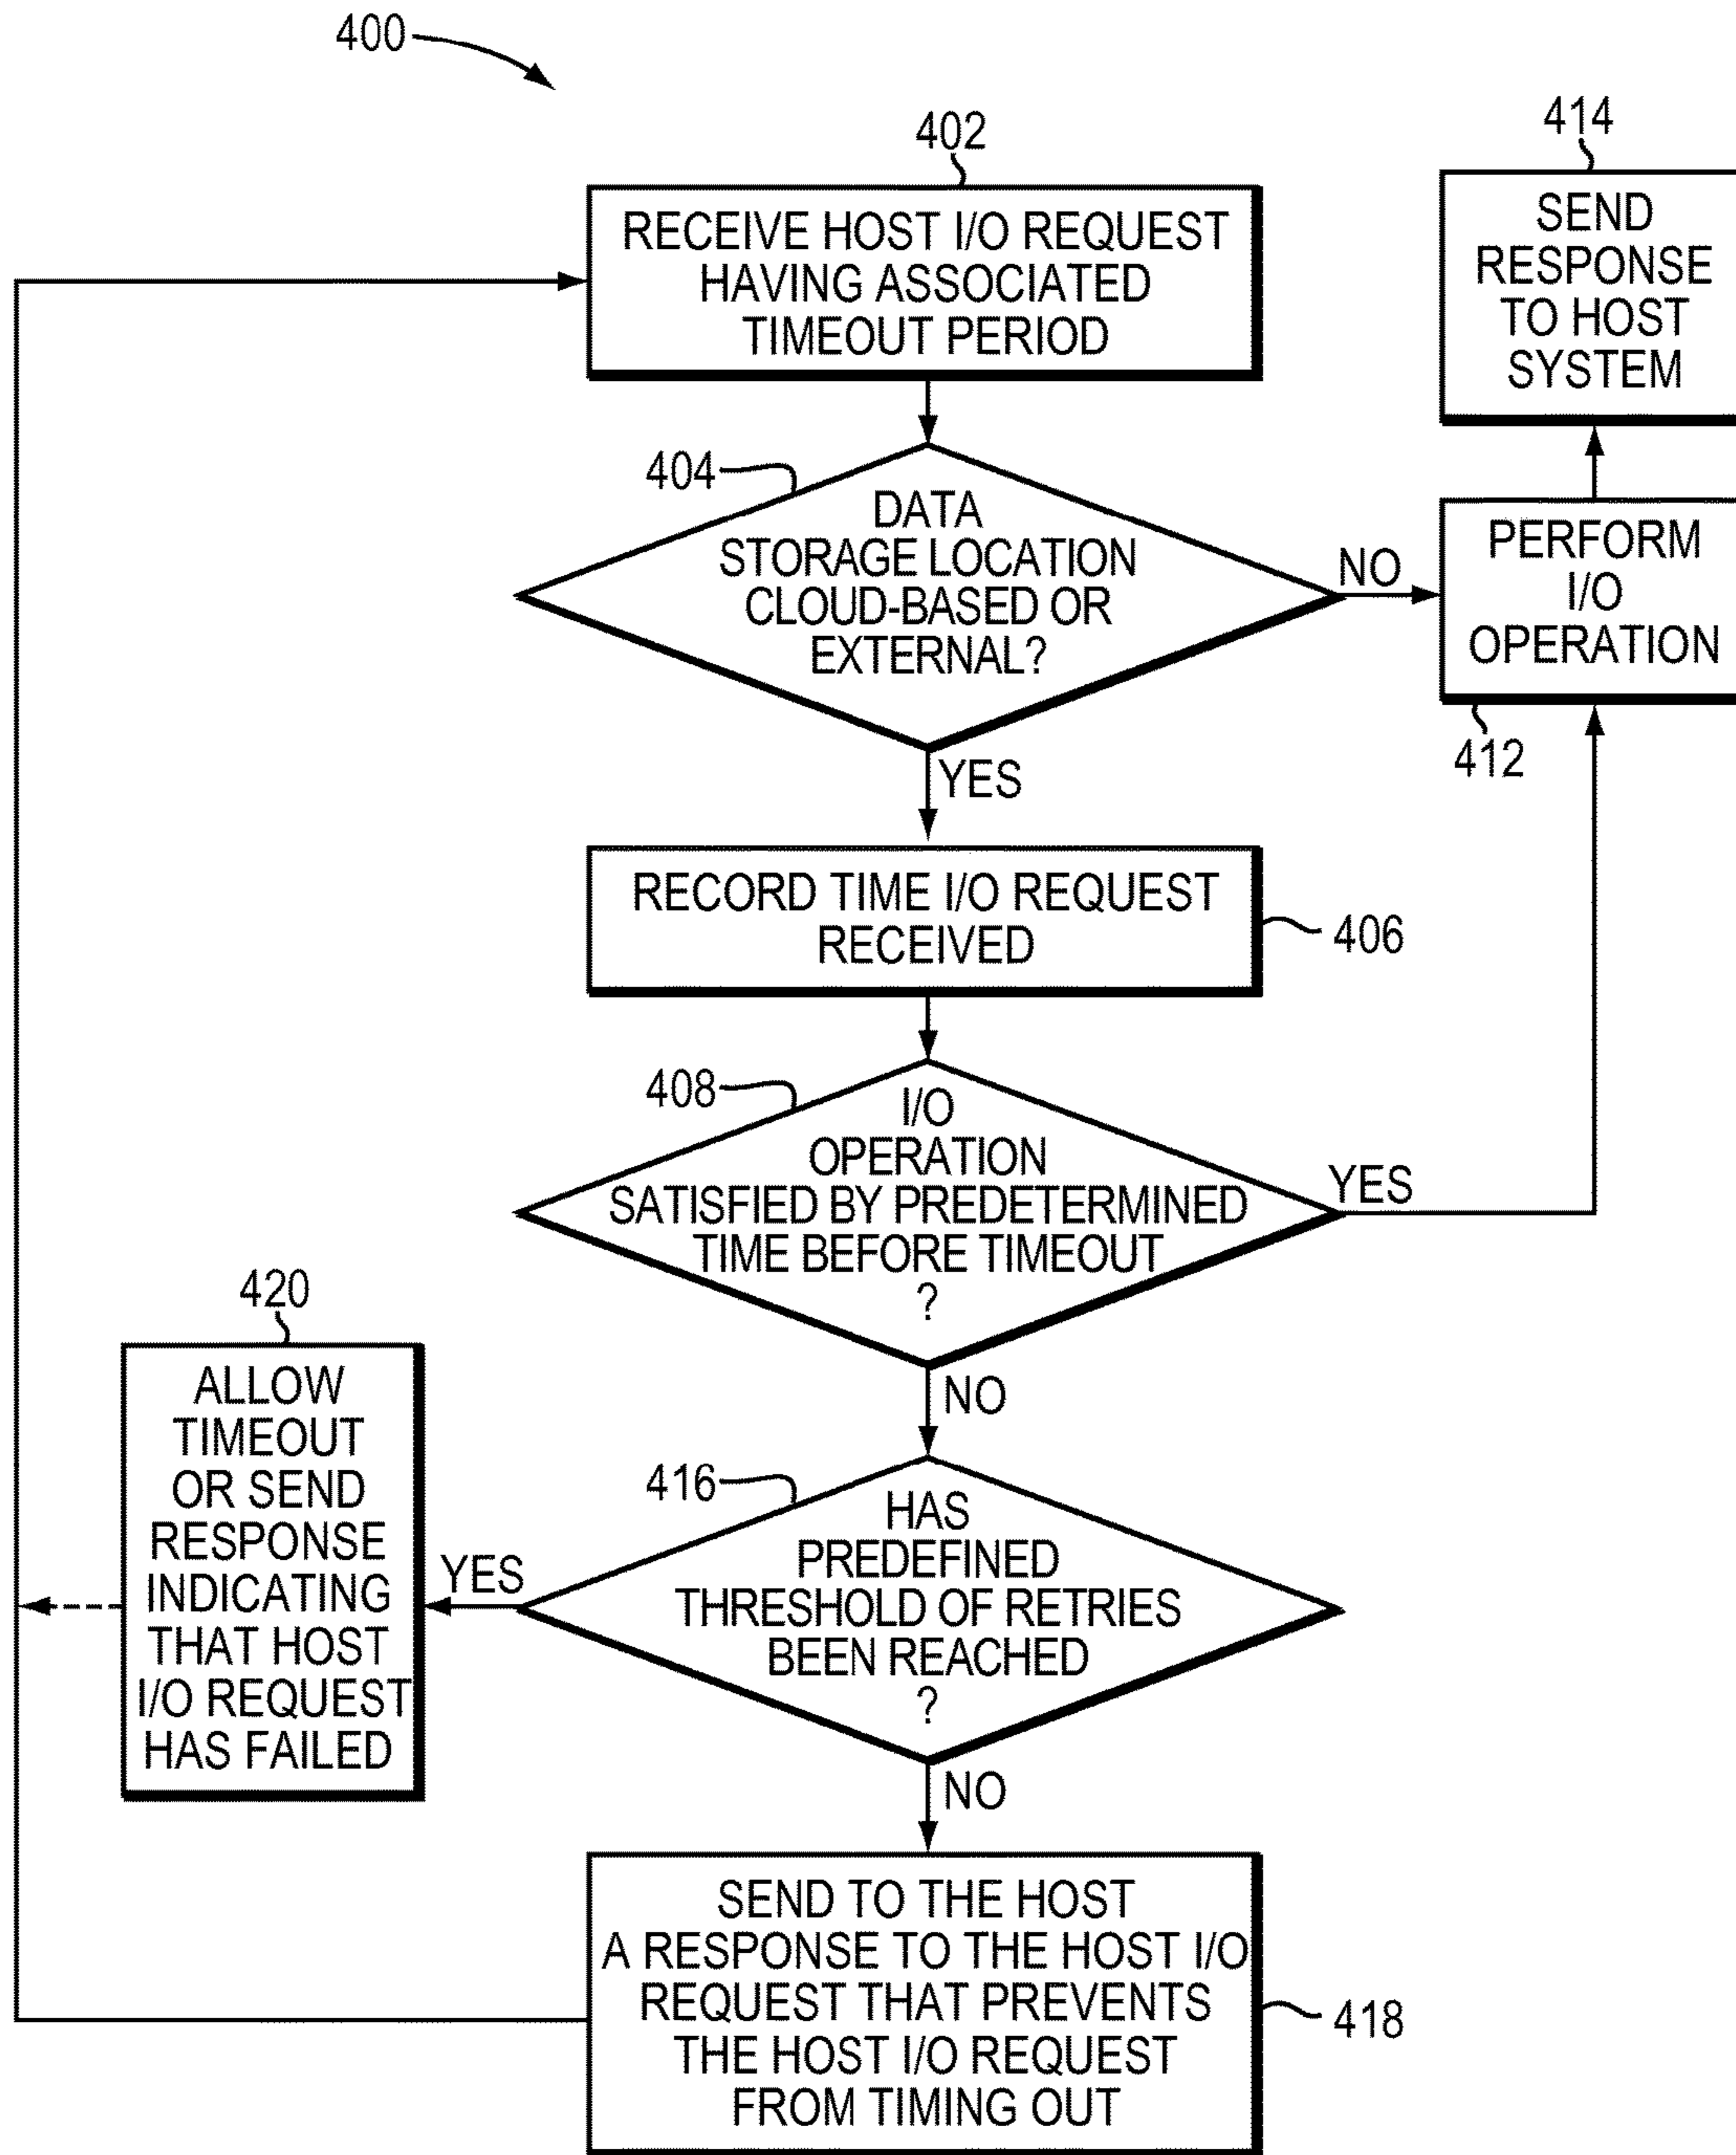 400
402
RECEIVE HOST I/O REQUEST
HAVING ASSOCIATED
TIMEOUT PERIOD
414
SEND
RESPONSE
TO HOST
SYSTEM
404
DATA
STORAGE LOCATION
CLOUD-BASED OR
EXTERNAL?
NO
PERFORM
I/O
OPERATION
412
YES
RECORD TIME I/O REQUEST
RECEIVED
406
408
I/O
OPERATION
SATISFIED BY PREDETERMINED
TIME BEFORE TIMEOUT
?
YES
NO
420
ALLOW
TIMEOUT
OR SEND
RESPONSE
INDICATING
THAT HOST
I/O REQUEST
HAS FAILED
YES
416
HAS
PREDEFINED
THRESHOLD OF RETRIES
BEEN REACHED
?
NO
SEND TO THE HOST
A RESPONSE TO THE HOST I/O
REQUEST THAT PREVENTS
THE HOST I/O REQUEST
FROM TIMING OUT
418